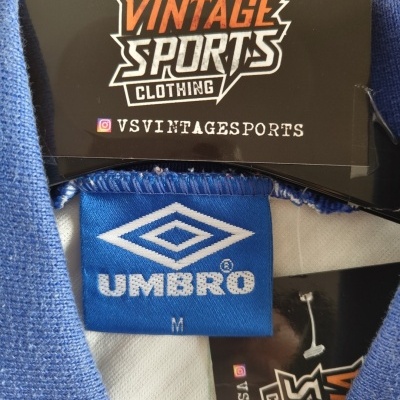 VINTAGE
SPORTS
CLOTHING
VSVINTAGESPORTS
UMBRO®
M